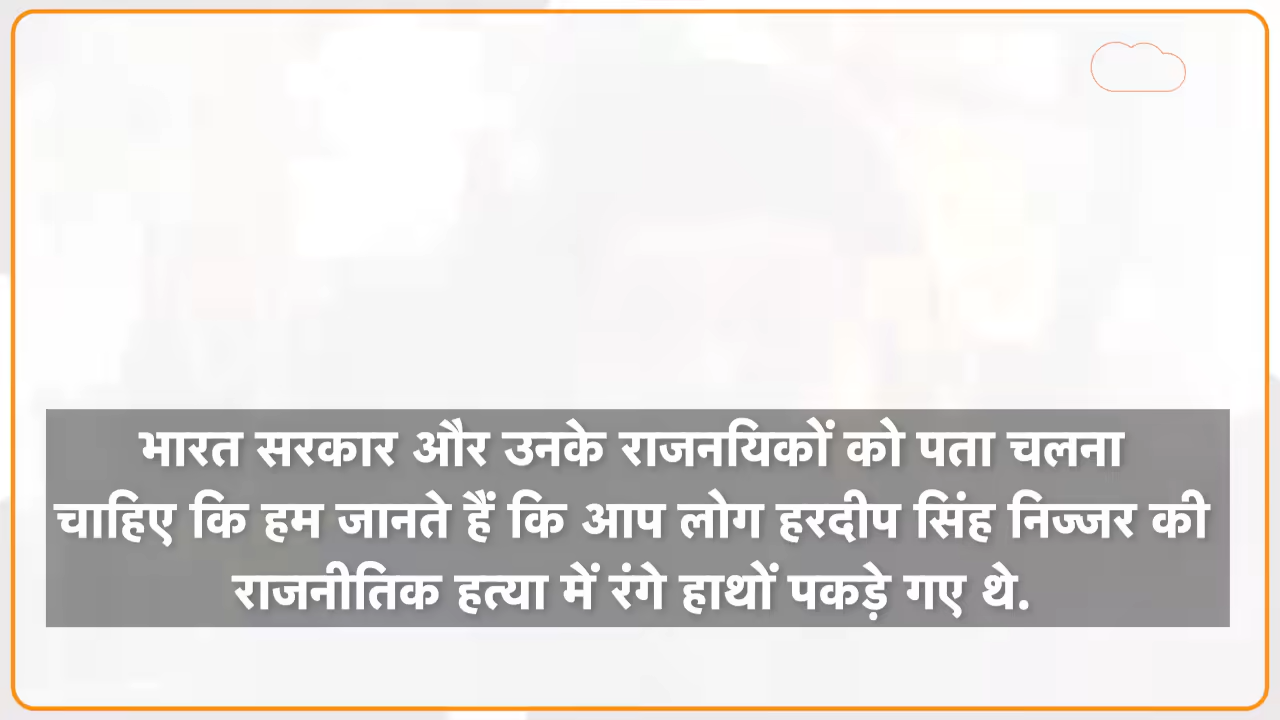 भारत सरकार और उनके राजनयिकों को पता चलना
चाहिए कि हम जानते हैं कि आप लोग हरदीप सिंह निज्जर की
राजनीतिक हत्या में रंगे हाथों पकड़े गए थे.